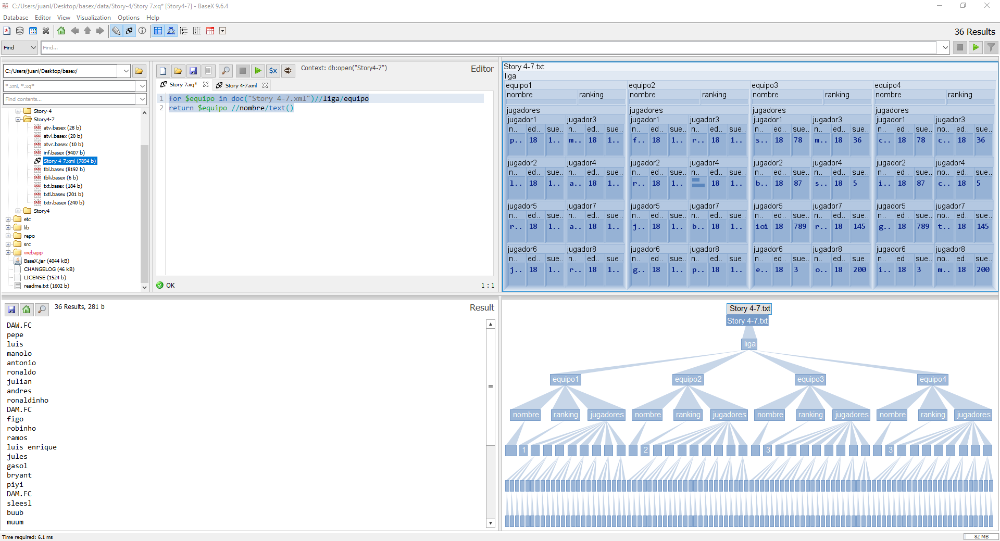 C:/Users/juanl/Desktop/basex/data/Story-4/Story 7.xq* [Story4-7] - BaseX 9.6.4
Database Editor View Visualization Options Help
36 Results
Find Find...
C:/Users/juanl/Desktop/basex/
*.xml, *.xq*
Find contents...
Story-4
Story4-7
BASE atv.basex (28 b)
BASE atvl.basex (20 b)
BASE atvr.basex (10 b)
BASE inf.basex (9407 b)
Story 4-7.xml (7894 b)
BASE tbl.basex (8192 b)
BASE tbli.basex (6 b)
BASE txt.basex (184 b)
BASE txtl.basex (201 b)
BASE txtr.basex (240 b)
Story4
etc
lib
repo
src
webapp
BaseX.jar (4044 kB)
CHANGELOG (46 kB)
LICENSE (1524 b)
readme.txt (1602 b)
$x Context: db:open("Story4-7") Editor
Story 7.xq* Story 4-7.xml
1 for $equipo in doc("Story 4-7.xml")//liga/equipo
2 return $equipo //nombre/text()
OK 1 : 1
Story 4-7.txt
liga
equipo1 equipo2 equipo3 equipo4
nombre ranking nombre ranking nombre ranking nombre ranking
jugadores jugadores jugadores jugadores
jugador1 jugador3 jugador1 jugador3 jugador1 jugador3 jugador1 jugador3
n.. ed.. sue.. n.. ed.. sue.. n.. ed.. sue.. n.. ed.. sue.. n.. ed.. sue.. n.. ed.. sue.. n.. ed.. sue.. no.. ed.. sue..
p.. 18 1.. m.. 18 1.. f.. 18 1.. r.. 18 1.. s.. 18 78 m.. 18 36 c.. 18 78 c.. 18 36
jugador2 jugador4 jugador2 jugador4 jugador2 jugador4 jugador2 jugador4
n.. ed.. sue.. n.. ed.. sue.. n.. ed.. sue.. n.. ed.. sue.. n.. ed.. sue.. n.. ed.. sue.. n.. ed.. sue.. no.. ed.. sue..
l.. 18 1.. a.. 18 1.. r.. 18 1.. 18 1.. b.. 18 87 s.. 18 5 i.. 18 87 c.. 18 5
jugador5 jugador7 jugador5 jugador7 jugador5 jugador7 jugador5 jugador7
n.. ed.. sue.. n.. ed.. sue.. n.. ed.. sue.. n.. ed.. sue.. n.. ed.. sue.. n.. ed.. sue.. n.. ed.. sue.. no.. ed.. sue..
r.. 18 1.. a.. 18 1.. j.. 18 1.. b.. 18 1.. ioi 18 789 r.. 18 145 g.. 18 789 t.. 18 145
jugador6 jugador8 jugador6 jugador8 jugador6 jugador8 jugador6 jugador8
n.. ed.. sue.. n.. ed.. sue.. n.. ed.. sue.. n.. ed.. sue.. n.. ed.. sue.. n.. ed.. sue.. n.. ed.. sue.. no.. ed.. sue..
j.. 18 1.. r.. 18 1.. g.. 18 1.. p.. 18 1.. e.. 18 3 o.. 18 200 i.. 18 3 m.. 18 200
36 Results, 281 b Result
DAW.FC
pepe
luis
manolo
antonio
ronaldo
julian
andres
ronaldinho
DAM.FC
figo
robinho
ramos
luis enrique
jules
gasol
bryant
piyi
DAM.FC
sleesl
buub
muum
Story 4-7.txt
Story 4-7.txt
liga
equipo1 equipo2 equipo3 equipo4
nombre ranking jugadores nombre ranking jugadores nombre ranking jugadores nombre ranking jugadores
1 2 3 3
Time required: 6.1 ms 82 MB